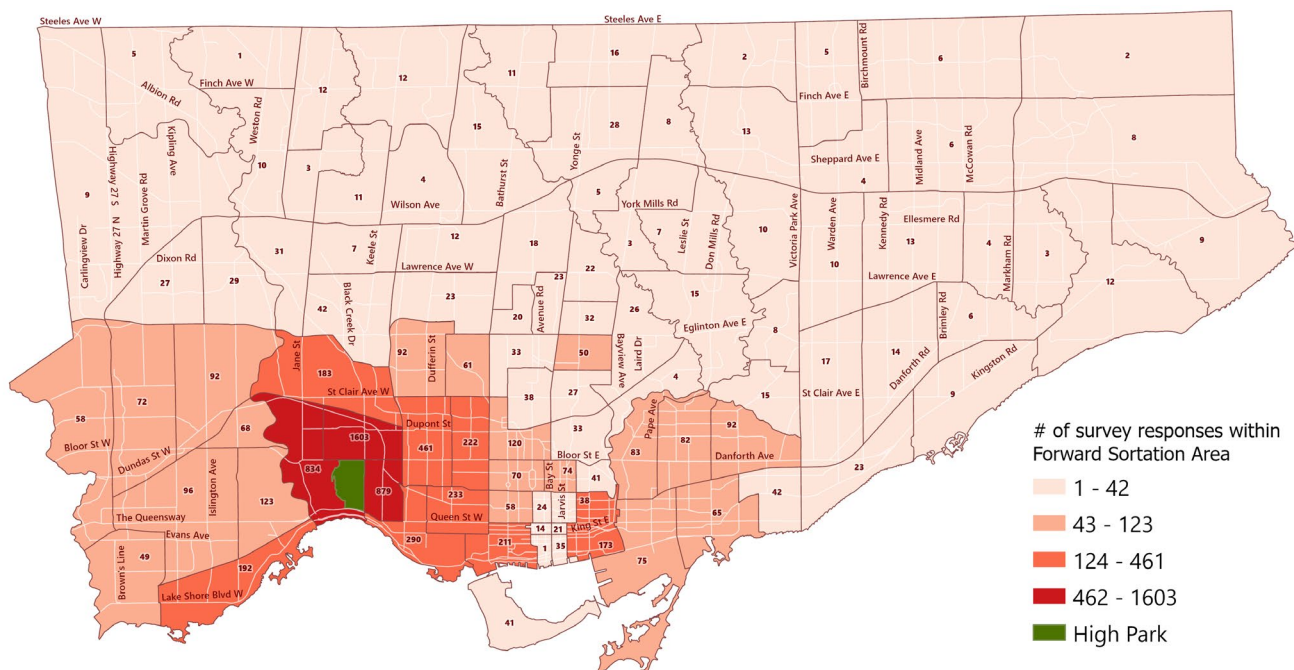 Steeles Ave W
Steeles Ave E
5
1
12
12
11
16
2
5
Birchmount Rd
6
2
Finch Ave W
Albion Rd
Finch Ave E
Weston Rd
15
28
8
13
Kipling Ave
Highway 27 S
Martin Grove Rd
10
3
4
11
Bathurst St
Yonge St
Sheppard Ave E
4
Midland Ave
6
McCowan Rd
8
9
Wilson Ave
5
York Mills Rd
Carlingview Dr
Highway 27 N
Dixon Rd
31
7
Keele St
12
18
3
7
Leslie St
Don Mills Rd
10
Victoria Park Ave
Warden Ave
Kennedy Rd
Ellesmere Rd
13
4
Markham Rd
3
9
Lawrence Ave W
22
23
10
Lawrence Ave E
27
29
42
Black Creek Dr
23
20
Avenue Rd
32
26
15
12
Eglinton Ave E
8
Brimley Rd
6
Bayview Ave
Laird Dr
92
Dufferin St
61
33
50
17
14
Danforth Rd
Kingston Rd
Jane St
183
St Clair Ave W
92
72
58
38
27
4
15
St Clair Ave E
9
Dupont St
1603
461
222
120
33
Bloor St E
Pape Ave
82
92
83
Danforth Ave
68
Bloor St W
Dundas St W
834
879
70
Bay St
74
41
23
96
Islington Ave
123
233
58
24
Jarvis St
38
42
65
The Queensway
Queen St W
King St E
Evans Ave
290
211
14
21
1
35
173
75
Brown's Line
49
192
Lake Shore Blvd W
41
# of survey responses within
Forward Sortation Area
1 - 42
43 - 123
124 - 461
462 - 1603
High Park